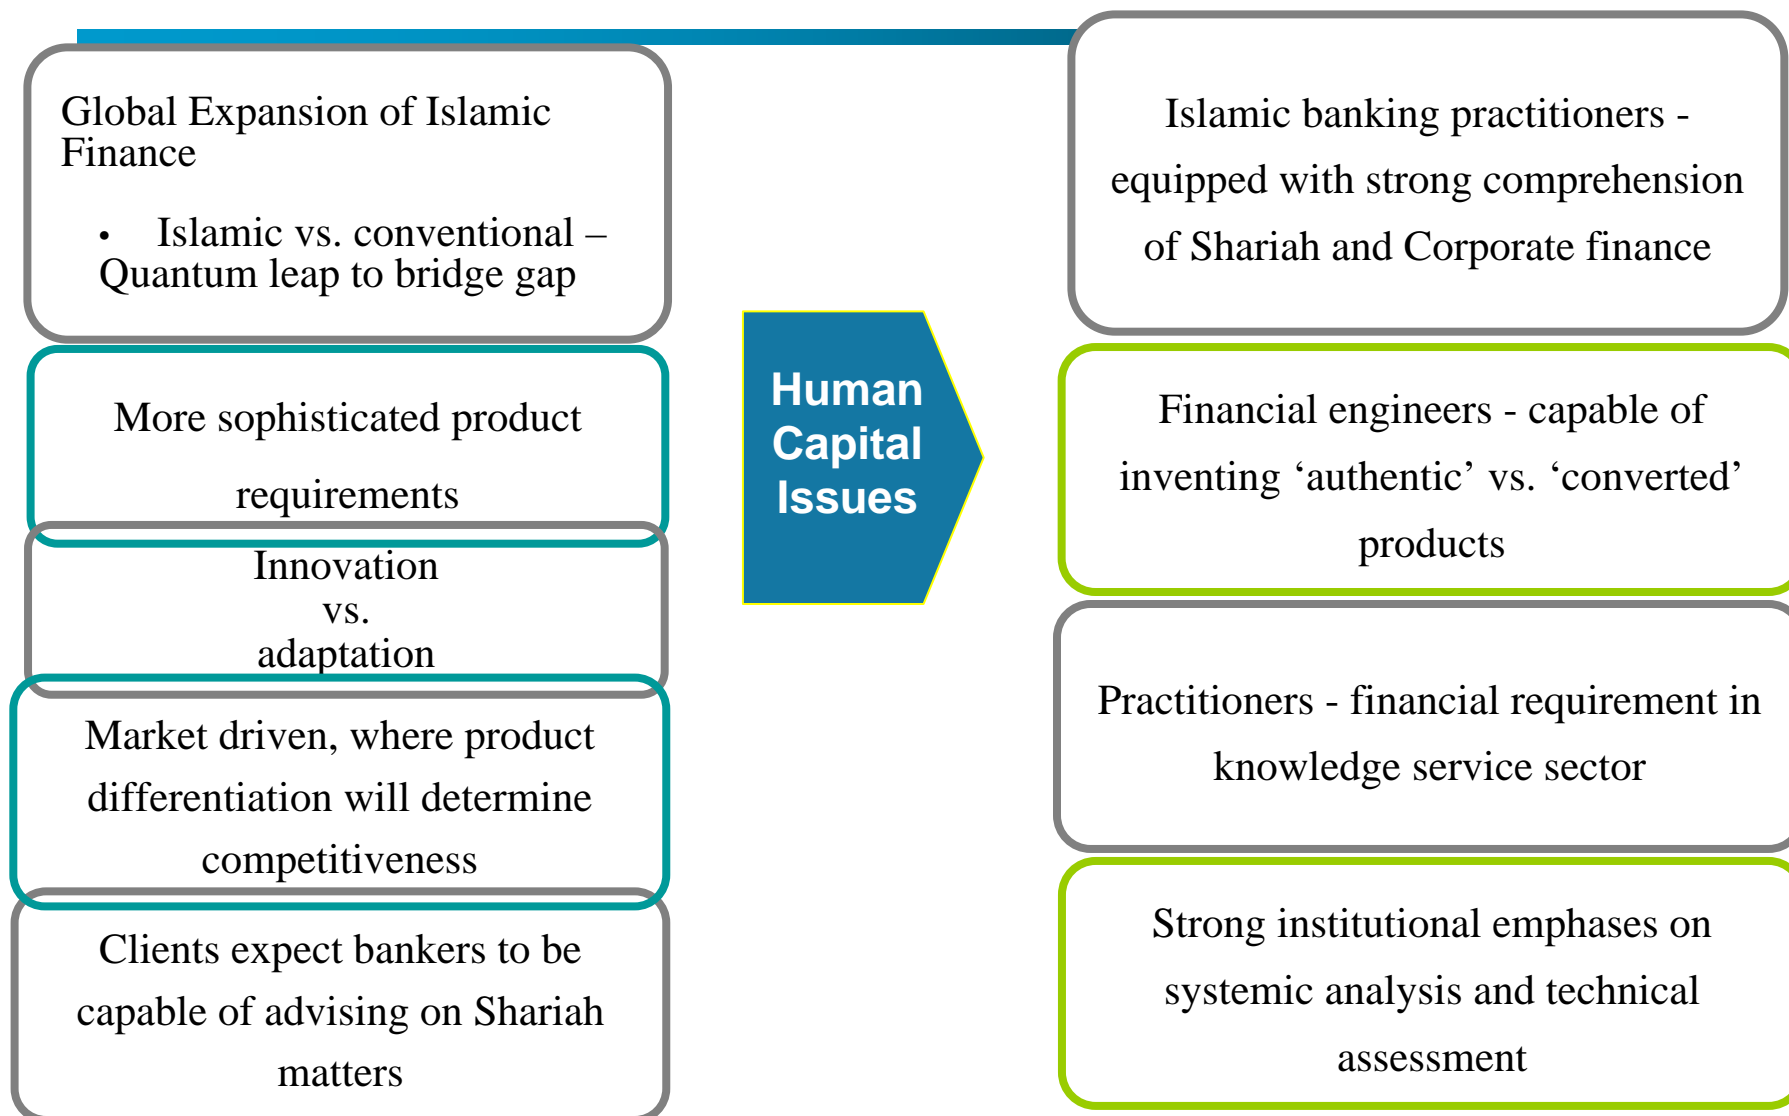 Global Expansion of Islamic
Finance
• Islamic vs. conventional –
Quantum leap to bridge gap
More sophisticated product
requirements
Innovation
vs.
adaptation
Market driven, where product
differentiation will determine
competitiveness
Clients expect bankers to be
capable of advising on Shariah
matters
Human
Capital
Issues
Islamic banking practitioners -
equipped with strong comprehension
of Shariah and Corporate finance
Financial engineers - capable of
inventing ‘authentic’ vs. ‘converted’
products
Practitioners - financial requirement in
knowledge service sector
Strong institutional emphases on
systemic analysis and technical
assessment